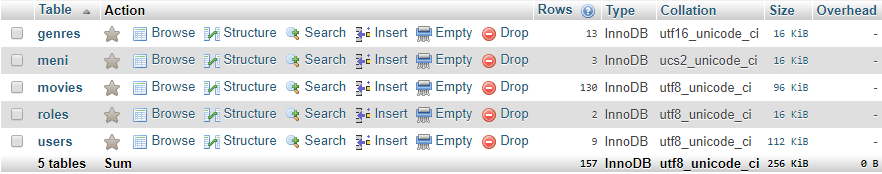 Table Action Rows Type Collation Size Overhead
genres Browse Structure Search Insert Empty Drop 13 InnoDB utf16_unicode_ci 16 KiB -
meni Browse Structure Search Insert Empty Drop 3 InnoDB ucs2_unicode_ci 16 KiB -
movies Browse Structure Search Insert Empty Drop 130 InnoDB utf8_unicode_ci 96 KiB -
roles Browse Structure Search Insert Empty Drop 2 InnoDB utf8_unicode_ci 16 KiB -
users Browse Structure Search Insert Empty Drop 9 InnoDB utf8_unicode_ci 112 KiB -
5 tables Sum 157 InnoDB utf8_unicode_ci 256 KiB 0 B